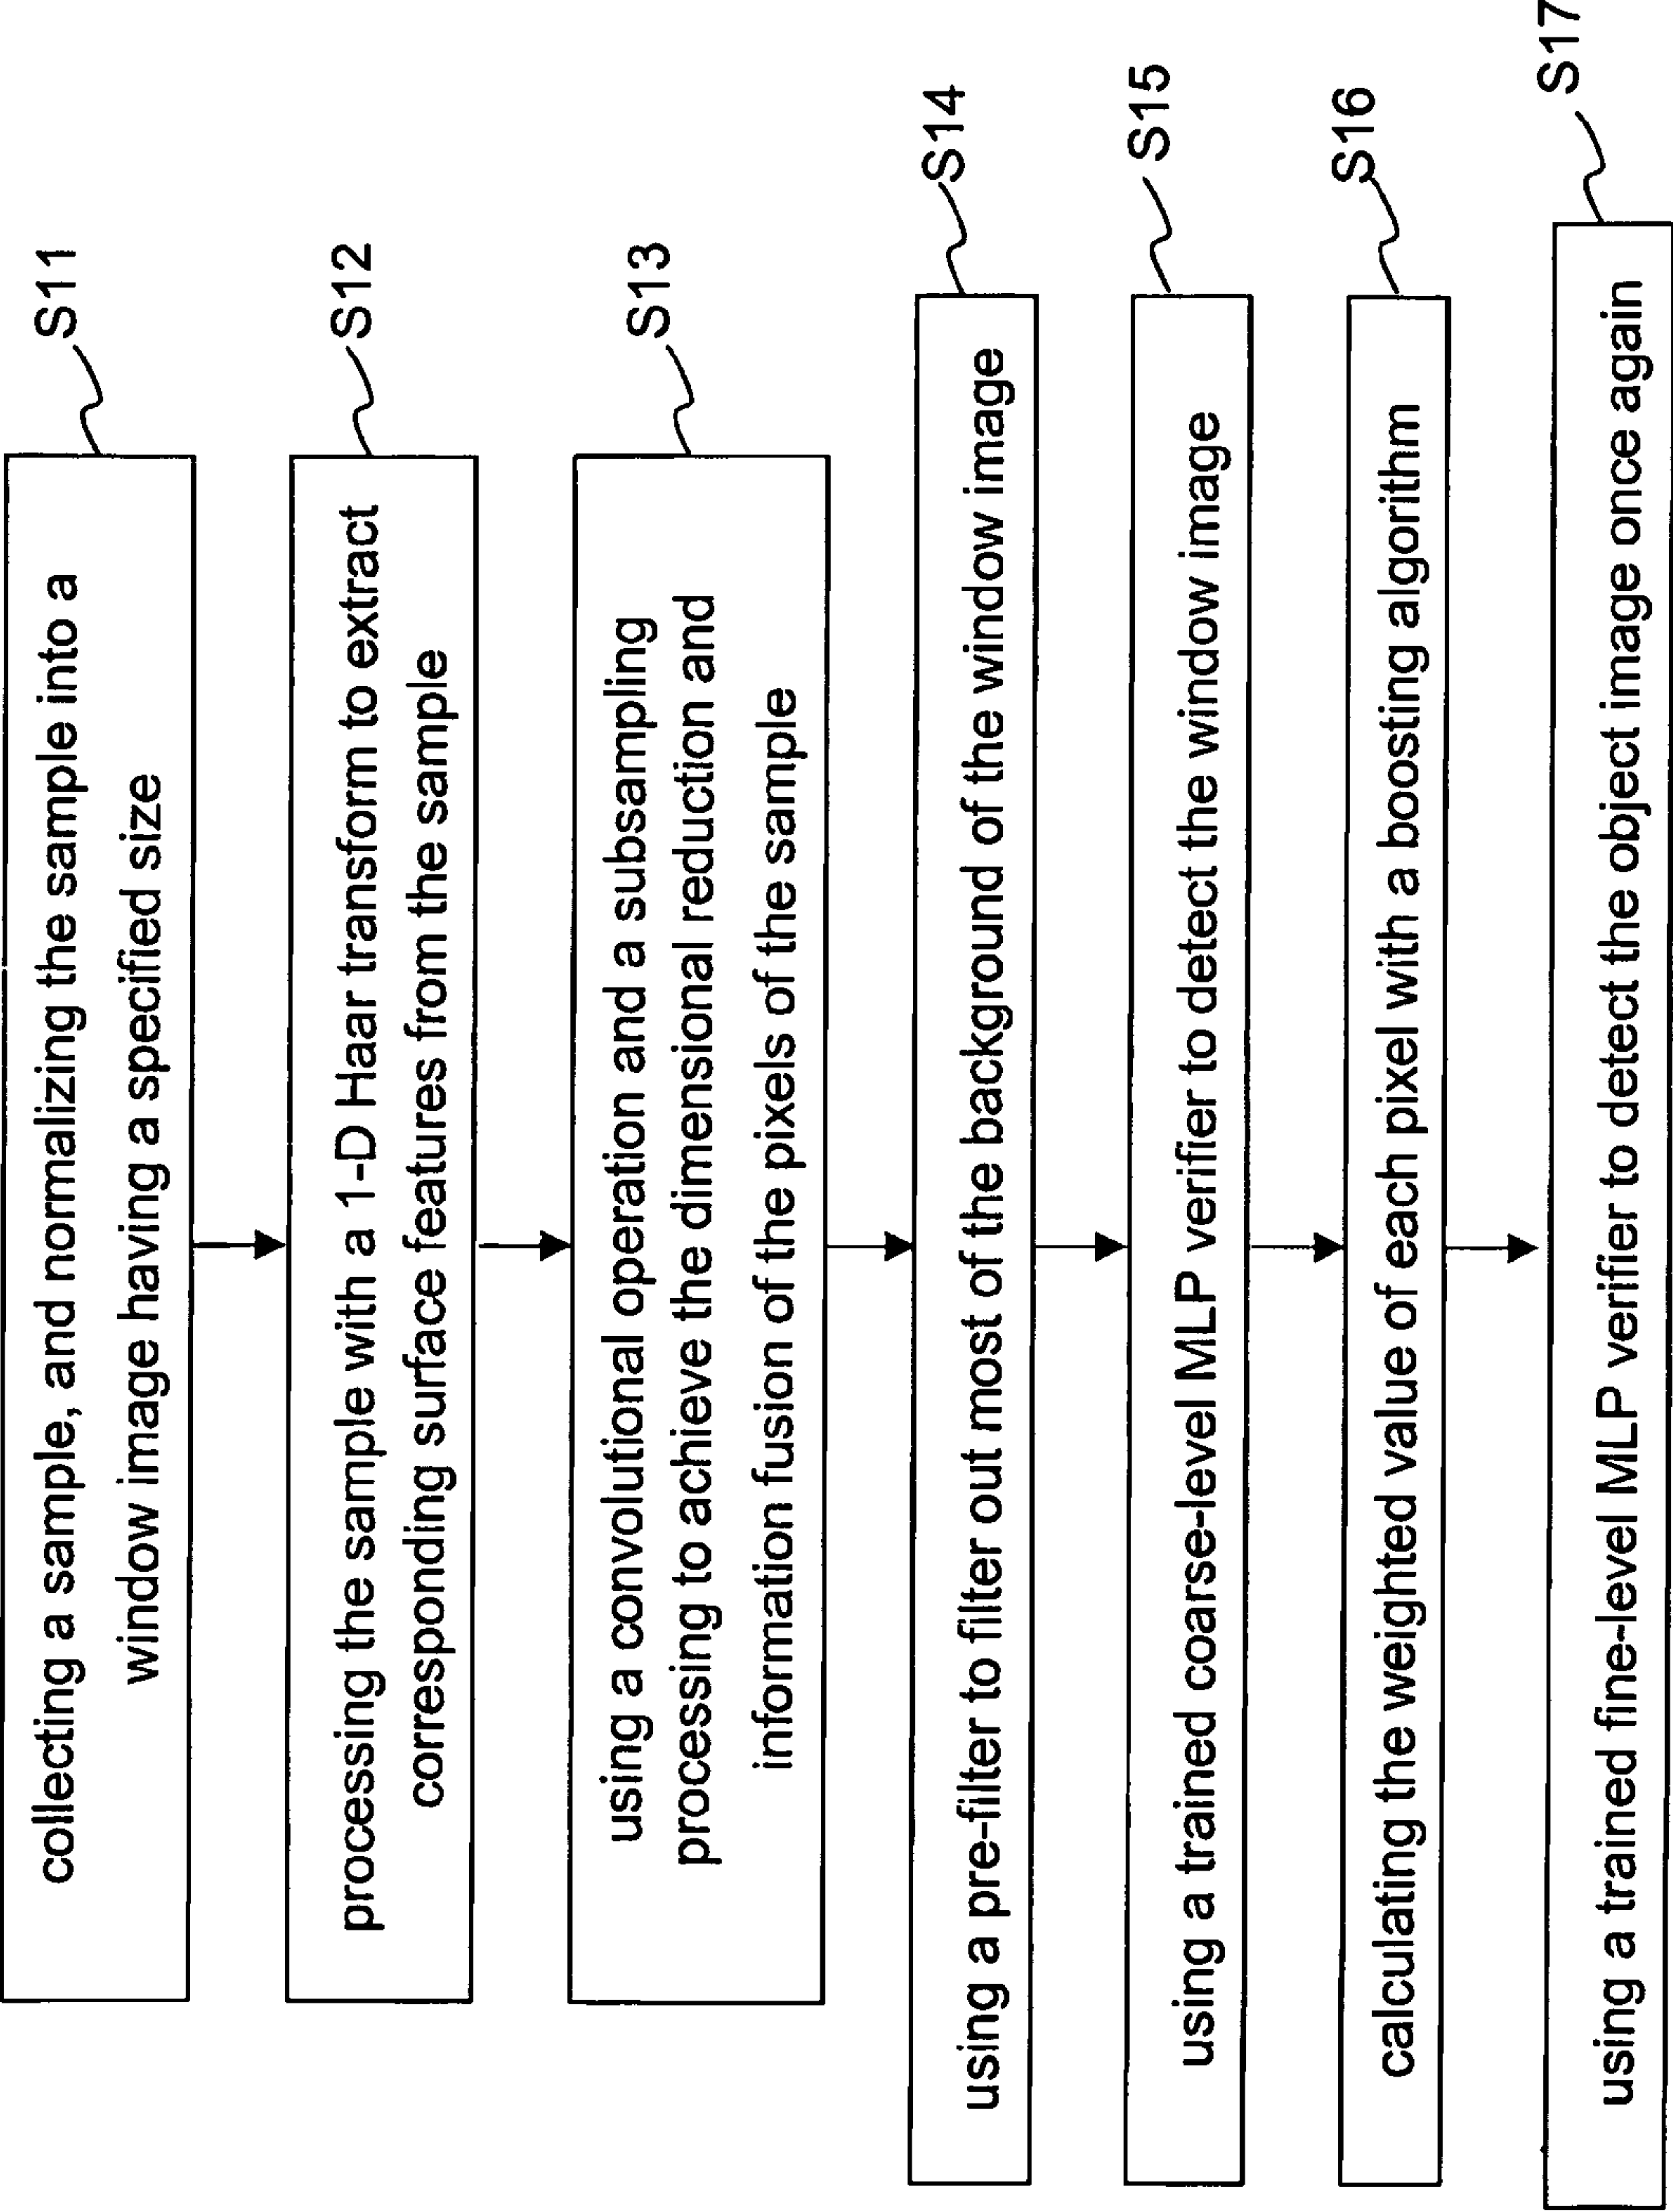 S11
collecting a sample, and normalizing the sample into a
window image having a specified size
S12
processing the sample with a 1-D Haar transform to extract
corresponding surface features from the sample
S13
using a convolutional operation and a subsampling
processing to achieve the dimensional reduction and
information fusion of the pixels of the sample
S14
using a pre-filter to filter out most of the background of the window image
S15
using a trained coarse-level MLP verifier to detect the window image
S16
calculating the weighted value of each pixel with a boosting algorithm
S17
using a trained fine-level MLP verifier to detect the object image once again